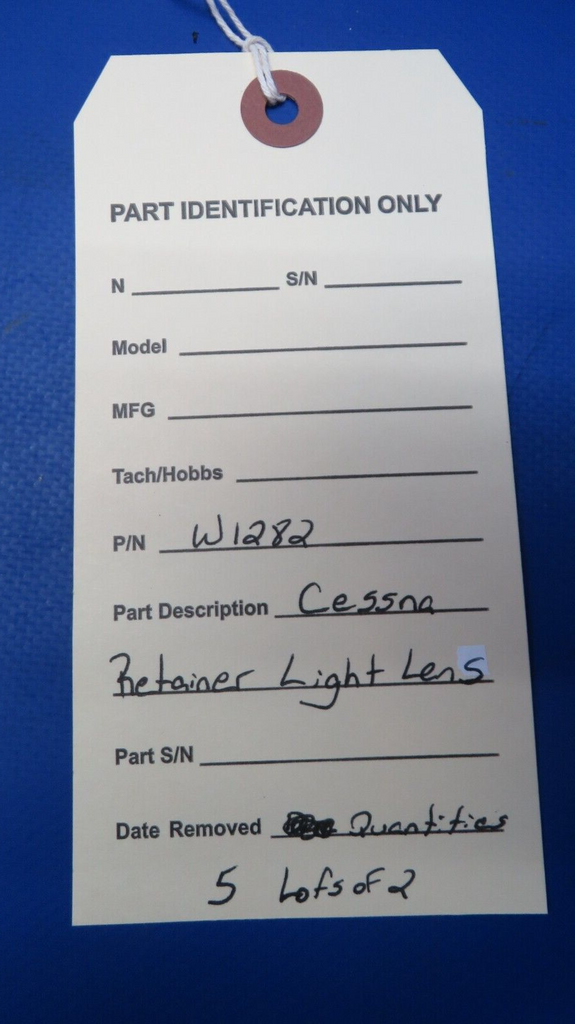 PART IDENTIFICATION ONLY
N S/N
Model
MFG
Tach/Hobbs
P/N W1282
Part Description Cessna
Retainer Light Lens
Part S/N
Date Removed Quantities
5 Lots of 2